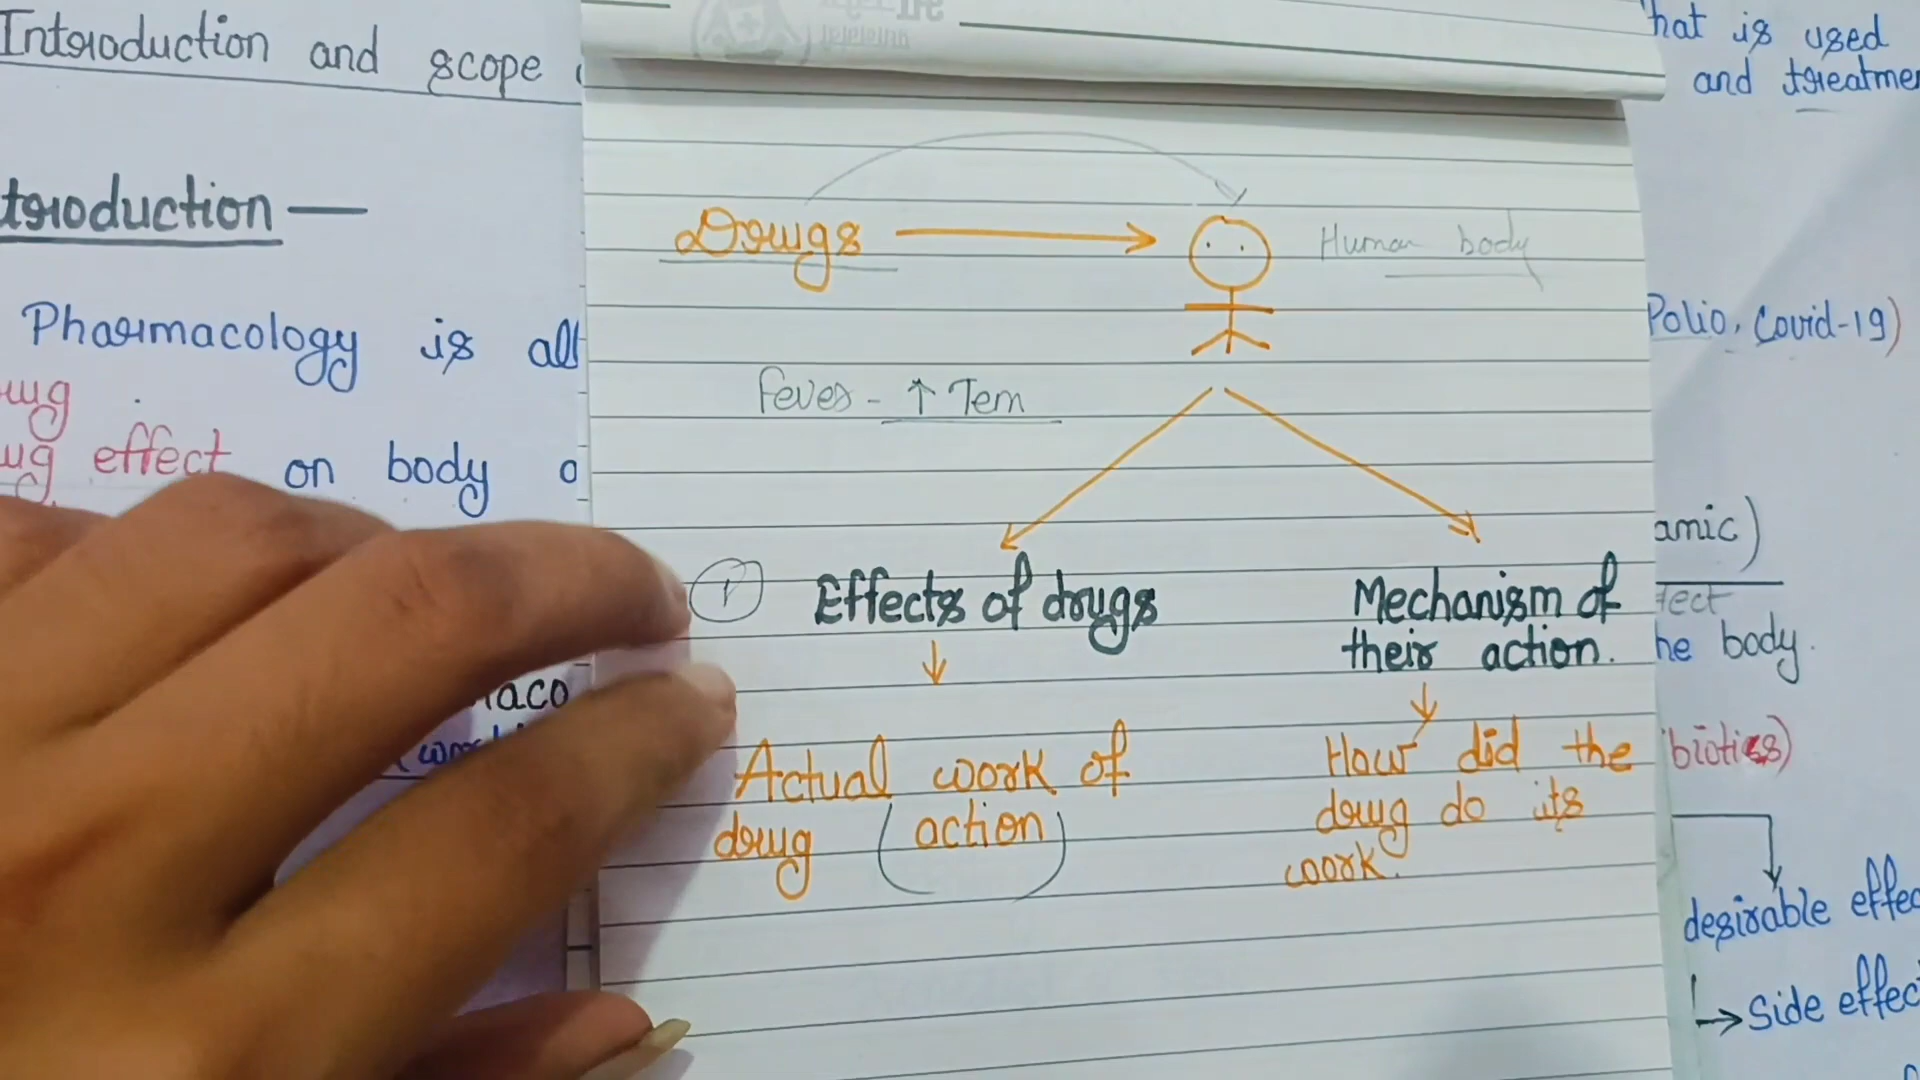 Introduction and scope
troduction —
Pharmacology is all
ug
ug effect on body o
maco
Drugs → Human body
Fever - ↑ Tem
1 Effects of drugs
↓
Actual work of
drug (action)
Mechanism of
their action.
↓
How did the
drug do its
work.
hat is used
and treatmen
Polio, Covid-19)
amic)
fect
he body.
biotics)
desirable effec
↳ Side effec